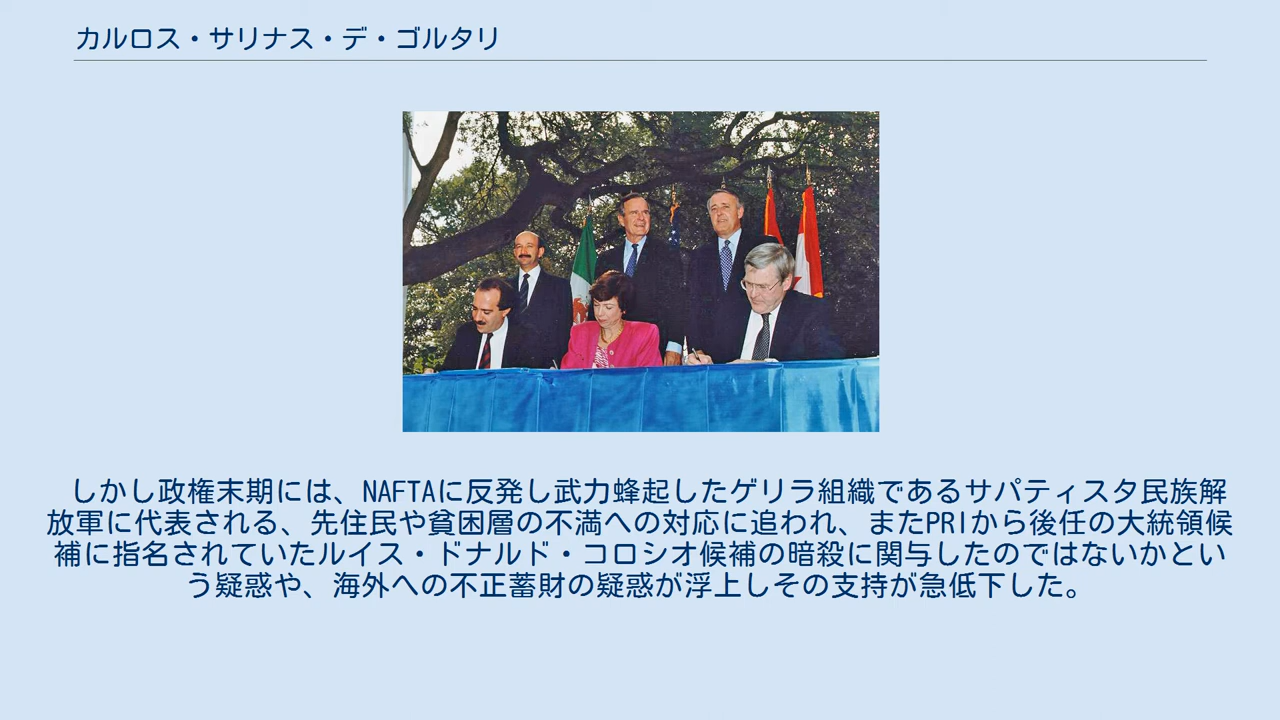 カルロス・サリナス・デ・ゴルタリ
しかし政権末期には、NAFTAに反発し武力蜂起したゲリラ組織であるサパティスタ民族解
放軍に代表される、先住民や貧困層の不満への対応に追われ、またPRIから後任の大統領候
補に指名されていたルイス・ドナルド・コロシオ候補の暗殺に関与したのではないかとい
う疑惑や、海外への不正蓄財の疑惑が浮上しその支持が急低下した。